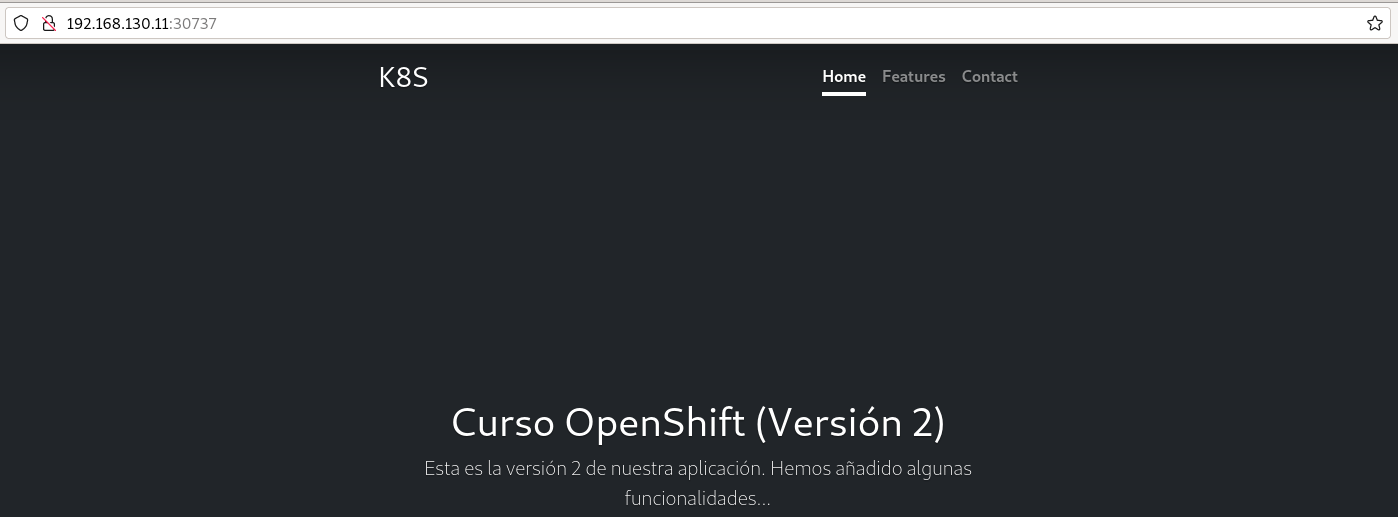 192.168.130.11:30737
K8S
Home Features Contact
Curso OpenShift (Versión 2)
Esta es la versión 2 de nuestra aplicación. Hemos añadido algunas
funcionalidades...